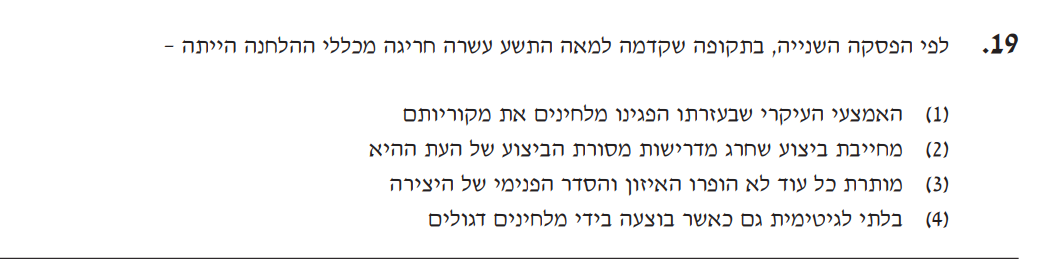 19. לפי הפסקה השנייה, בתקופה שקדמה למאה התשע עשרה חריגה מכללי ההלחנה הייתה –
(1) האמצעי העיקרי שבעזרתו הפגינו מלחינים את מקוריותם
(2) מחייבת ביצוע שחרג מדרישות מסורת הביצוע של העת ההיא
(3) מותרת כל עוד לא הופרו האיזון והסדר הפנימי של היצירה
(4) בלתי לגיטימית גם כאשר בוצעה בידי מלחינים דגולים